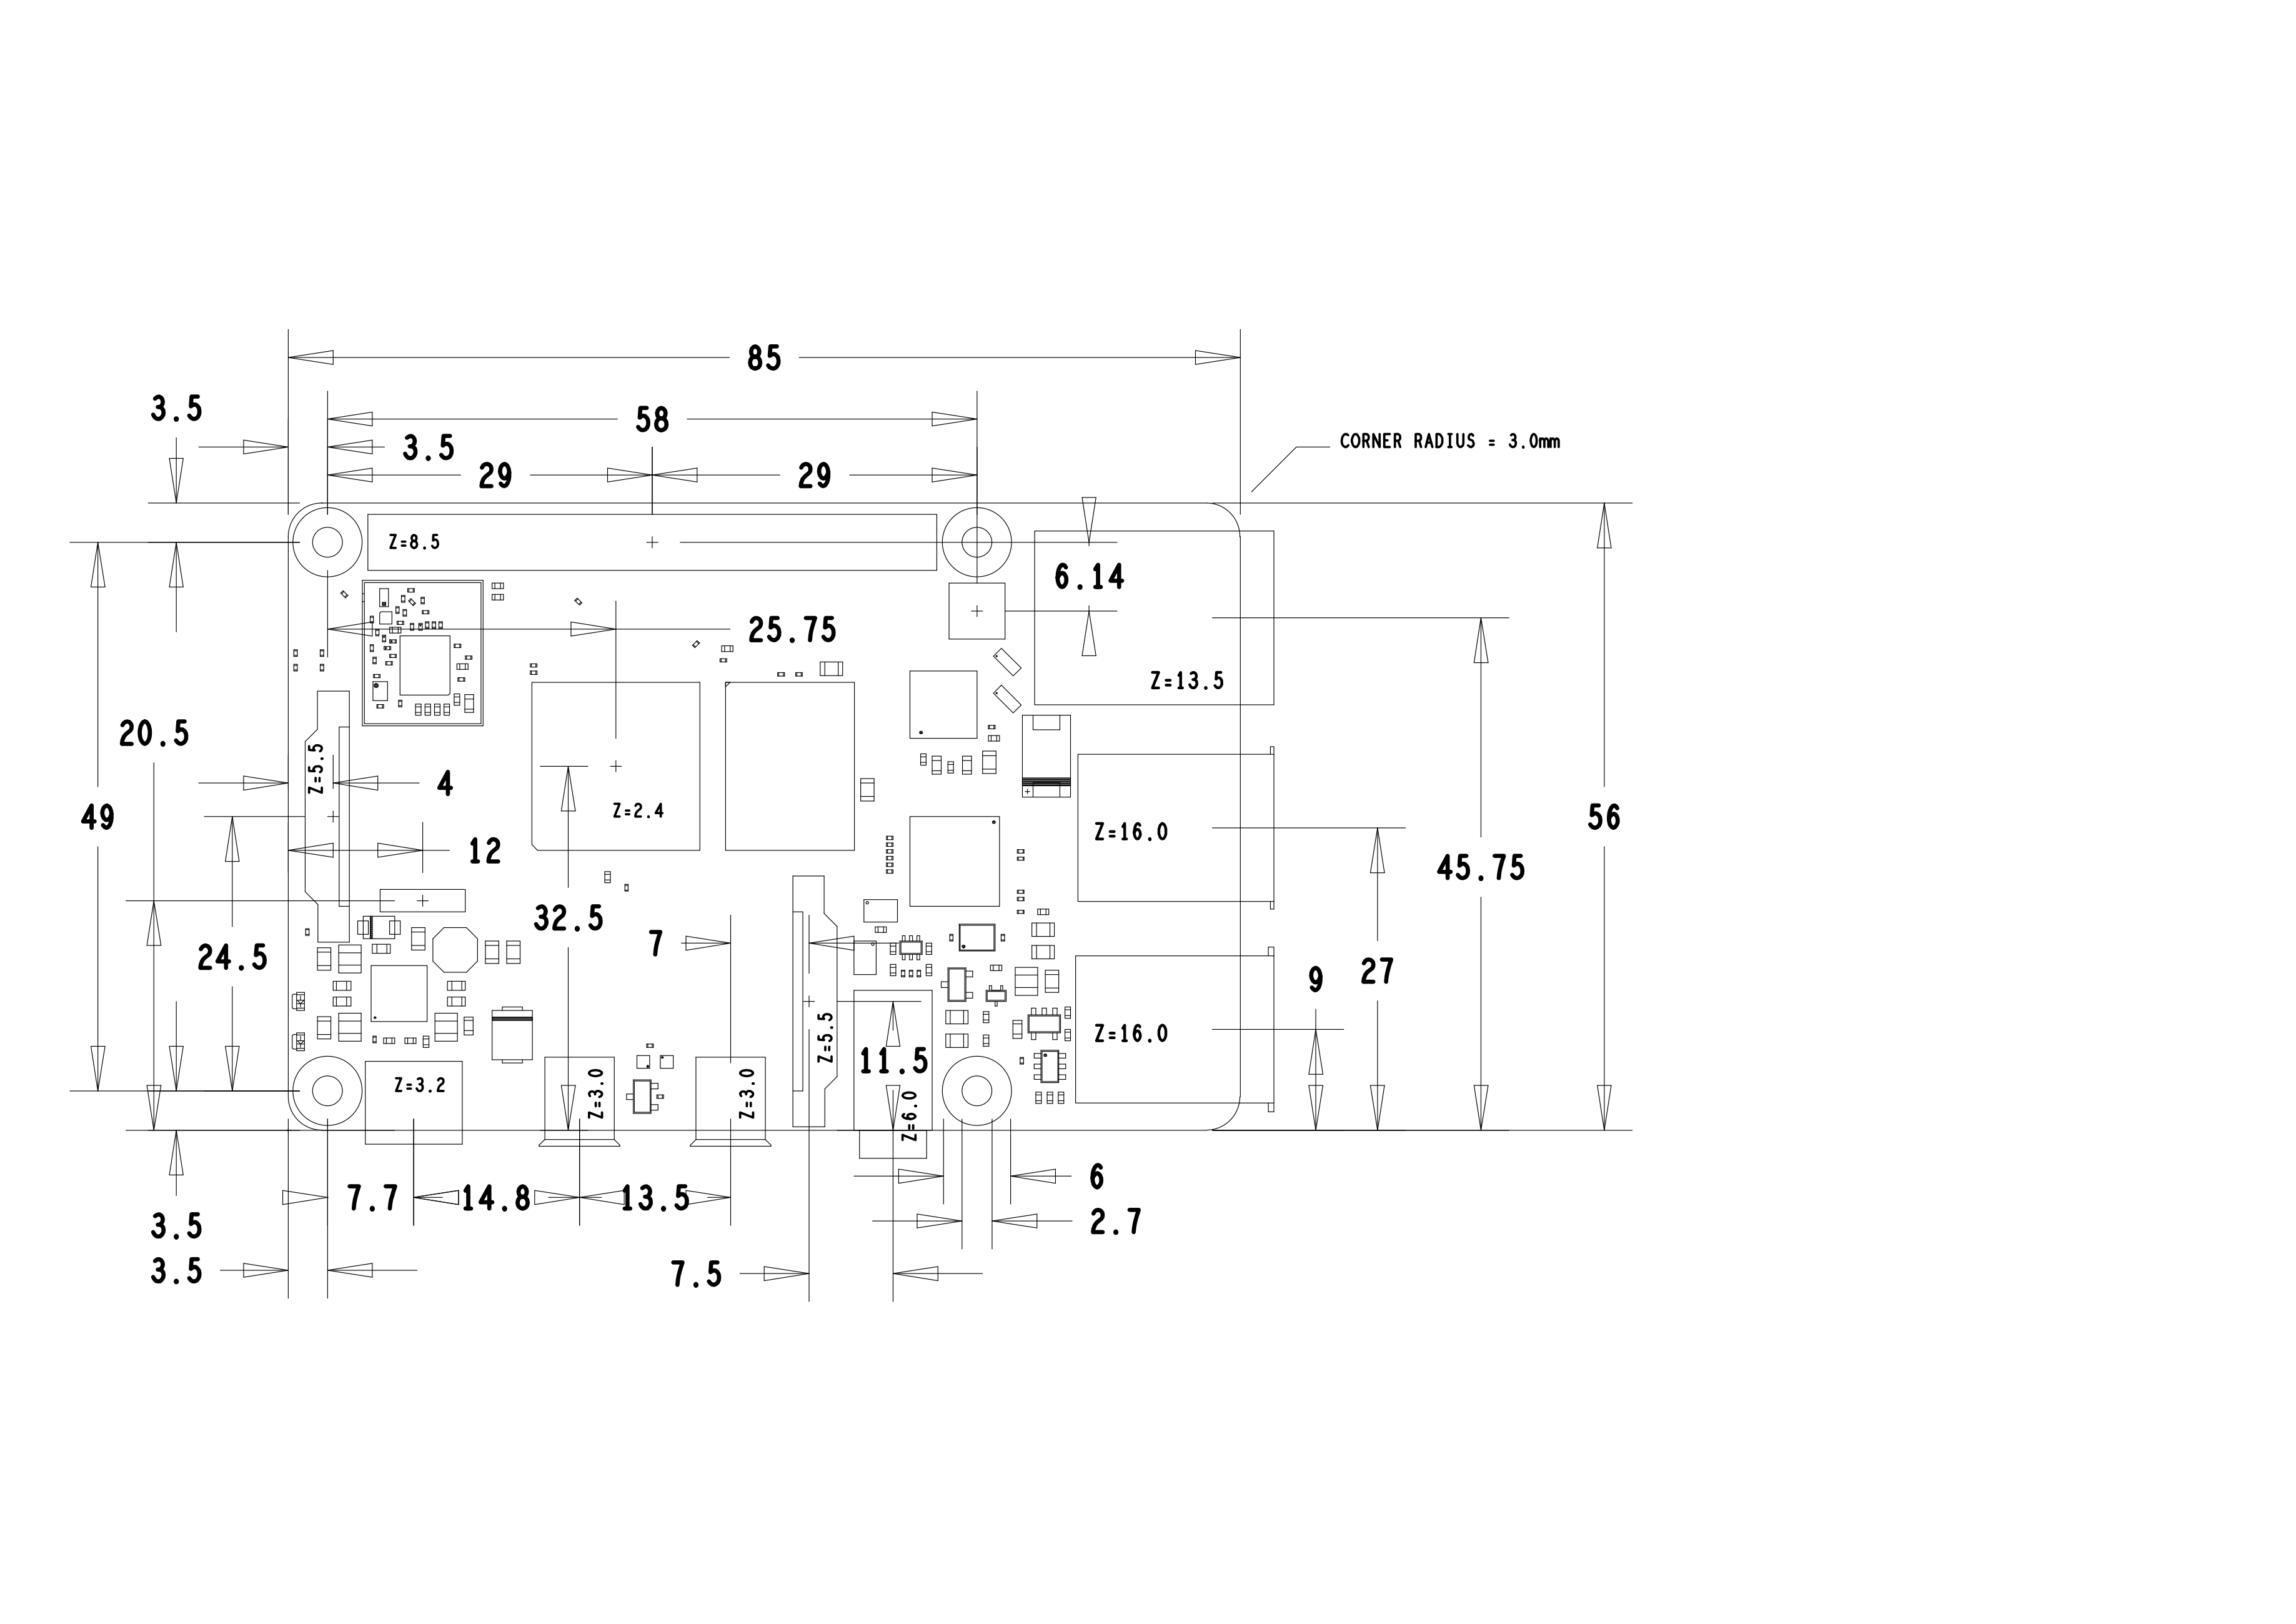 85
3.5
58
CORNER RADIUS = 3.0mm
3.5
29
29
Z=8.5
6.14
25.75
Z=13.5
20.5
Z=5.5
4
Z=2.4
49
56
Z=16.0
12
45.75
32.5
7
24.5
27
9
Z=5.5
Z=16.0
11.5
Z=3.2
Z=3.0
Z=3.0
Z=6.0
6
7.7
14.8
13.5
2.7
3.5
3.5
7.5